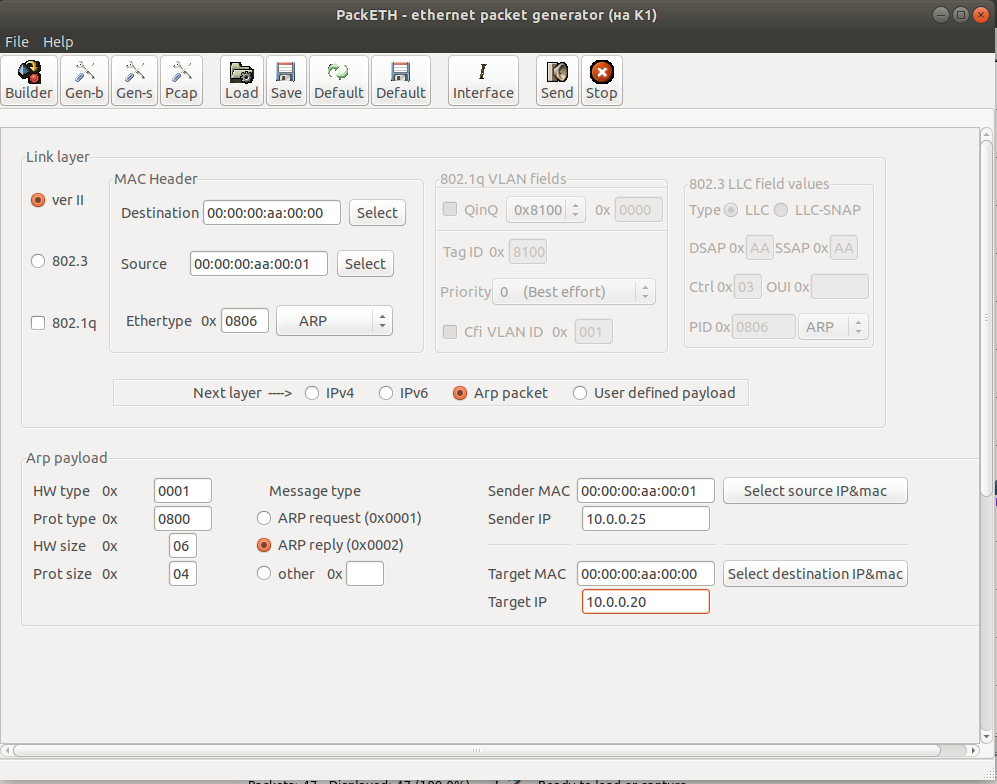 PackETH - ethernet packet generator (на K1)
File Help
Builder Gen-b Gen-s Pcap Load Save Default Default Interface Send Stop
Link layer
ver II
802.3
802.1q
MAC Header
Destination 00:00:00:aa:00:00 Select
Source 00:00:00:aa:00:01 Select
Ethertype 0x 0806 ARP
802.1q VLAN fields
QinQ 0x8100 0x 0000
Tag ID 0x 8100
Priority 0 (Best effort)
Cfi VLAN ID 0x 001
802.3 LLC field values
Type LLC LLC-SNAP
DSAP 0x AA SSAP 0x AA
Ctrl 0x 03 OUI 0x
PID 0x 0806 ARP
Next layer ----> IPv4 IPv6 Arp packet User defined payload
Arp payload
HW type 0x 0001
Prot type 0x 0800
HW size 0x 06
Prot size 0x 04
Message type
ARP request (0x0001)
ARP reply (0x0002)
other 0x
Sender MAC 00:00:00:aa:00:01 Select source IP&mac
Sender IP 10.0.0.25
Target MAC 00:00:00:aa:00:00 Select destination IP&mac
Target IP 10.0.0.20